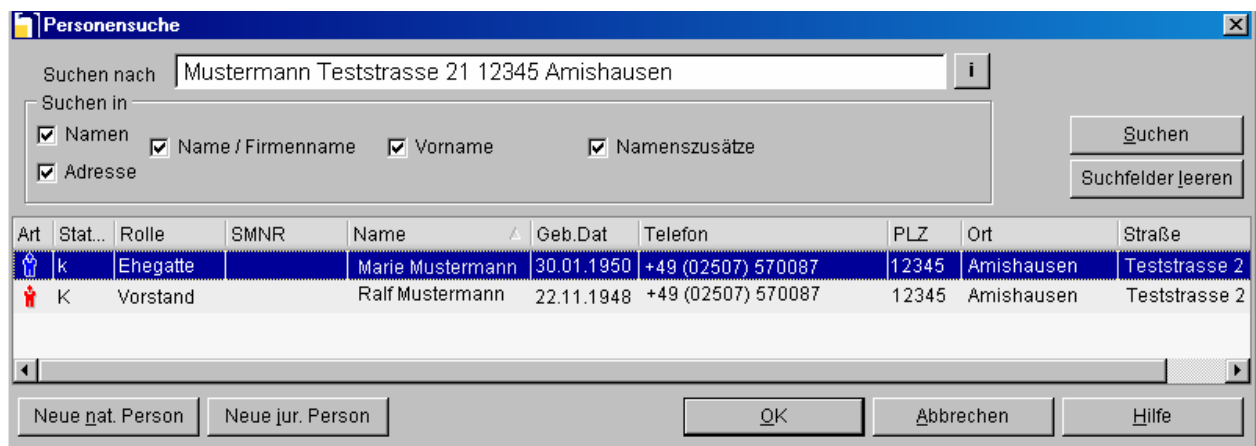 Personensuche
Suchen nach Mustermann Teststrasse 21 12345 Amishausen i
Suchen in
Namen Name / Firmenname Vorname Namenszusätze Suchen
Adresse Suchfelder leeren
Art Stat... Rolle SMNR Name Geb.Dat Telefon PLZ Ort Straße
k Ehegatte Marie Mustermann 30.01.1950 +49 (02507) 570087 12345 Amishausen Teststrasse 2
K Vorstand Ralf Mustermann 22.11.1948 +49 (02507) 570087 12345 Amishausen Teststrasse 2
Neue nat. Person Neue jur. Person OK Abbrechen Hilfe